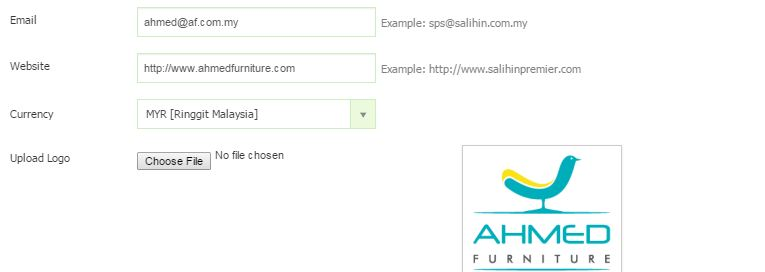 Email ahmed@af.com.my Example: sps@salihin.com.my
Website http://www.ahmedfurniture.com Example: http://www.salihinpremier.com
Currency MYR [Ringgit Malaysia]
Upload Logo Choose File No file chosen
AHMED
FURNITURE